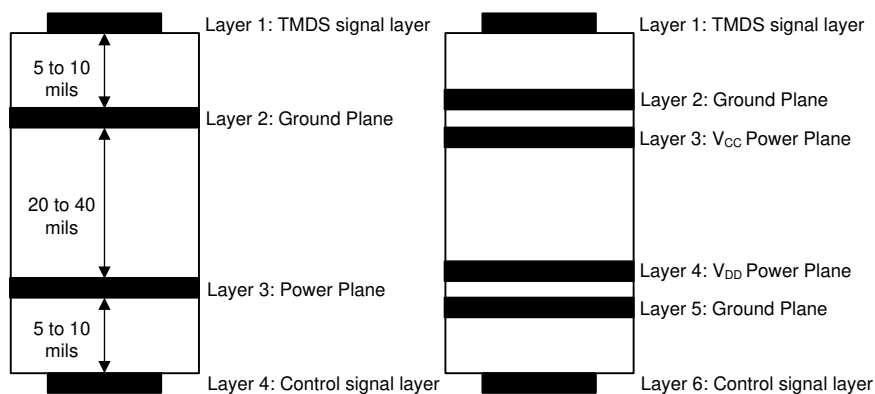 Layer 1: TMDS signal layer
5 to 10
mils
Layer 2: Ground Plane
20 to 40
mils
Layer 3: Power Plane
5 to 10
mils
Layer 4: Control signal layer
Layer 1: TMDS signal layer
Layer 2: Ground Plane
Layer 3: VCC Power Plane
Layer 4: VDD Power Plane
Layer 5: Ground Plane
Layer 6: Control signal layer